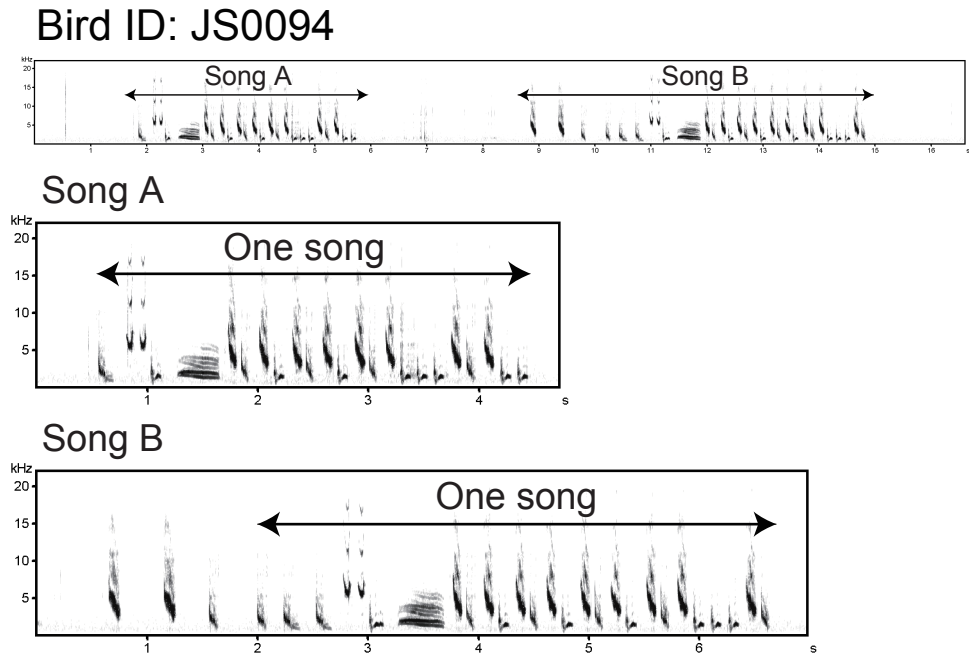 Bird ID: JS0094
kHz
20
15
10
5
Song A
Song B
1 2 3 4 5 6 7 8 9 10 11 12 13 14 15 16 s
Song A
kHz
20
15
10
5
One song
1 2 3 4 s
Song B
kHz
20
15
10
5
One song
1 2 3 4 5 6 s